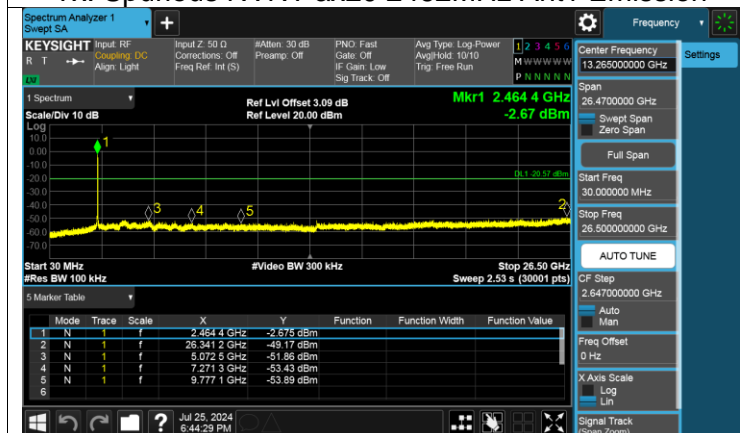 Spectrum Analyzer 1
Swept SA
Frequency
KEYSIGHT
R T
Input: RF
Coupling: DC
Align: Light
Input Z: 50 Ω
Corrections: Off
Freq Ref: Int (S)
#Atten: 30 dB
Preamp: Off
PNO: Fast
Gate: Off
IF Gain: Low
Sig Track: Off
Avg Type: Log-Power
Avg|Hold: 10/10
Trig: Free Run
1 2 3 4 5 6
M W W W W W
P N N N N N
Center Frequency
13.265000000 GHz
Settings
1 Spectrum
Scale/Div 10 dB
Ref Lvl Offset 3.09 dB
Ref Level 20.00 dBm
Mkr1 2.464 4 GHz
-2.67 dBm
Log
10.0
0.00
-10.0
-20.0
-30.0
-40.0
-50.0
-60.0
-70.0
1
2
3
4
5
DL1 -20.57 dBm
Start 30 MHz
#Res BW 100 kHz
#Video BW 300 kHz
Stop 26.50 GHz
Sweep 2.53 s (30001 pts)
Span
26.4700000 GHz
Swept Span
Zero Span
Full Span
Start Freq
30.000000 MHz
Stop Freq
26.500000000 GHz
AUTO TUNE
CF Step
2.647000000 GHz
Auto
Man
Freq Offset
0 Hz
X Axis Scale
Log
Lin
Signal Track
(Span Zoom)
5 Marker Table
Mode Trace Scale X Y Function Function Width Function Value
1 N 1 f 2.464 4 GHz -2.675 dBm
2 N 1 f 26.341 2 GHz -49.17 dBm
3 N 1 f 5.072 5 GHz -51.86 dBm
4 N 1 f 7.271 3 GHz -53.43 dBm
5 N 1 f 9.777 1 GHz -53.89 dBm
6
?
Jul 25, 2024
6:44:29 PM